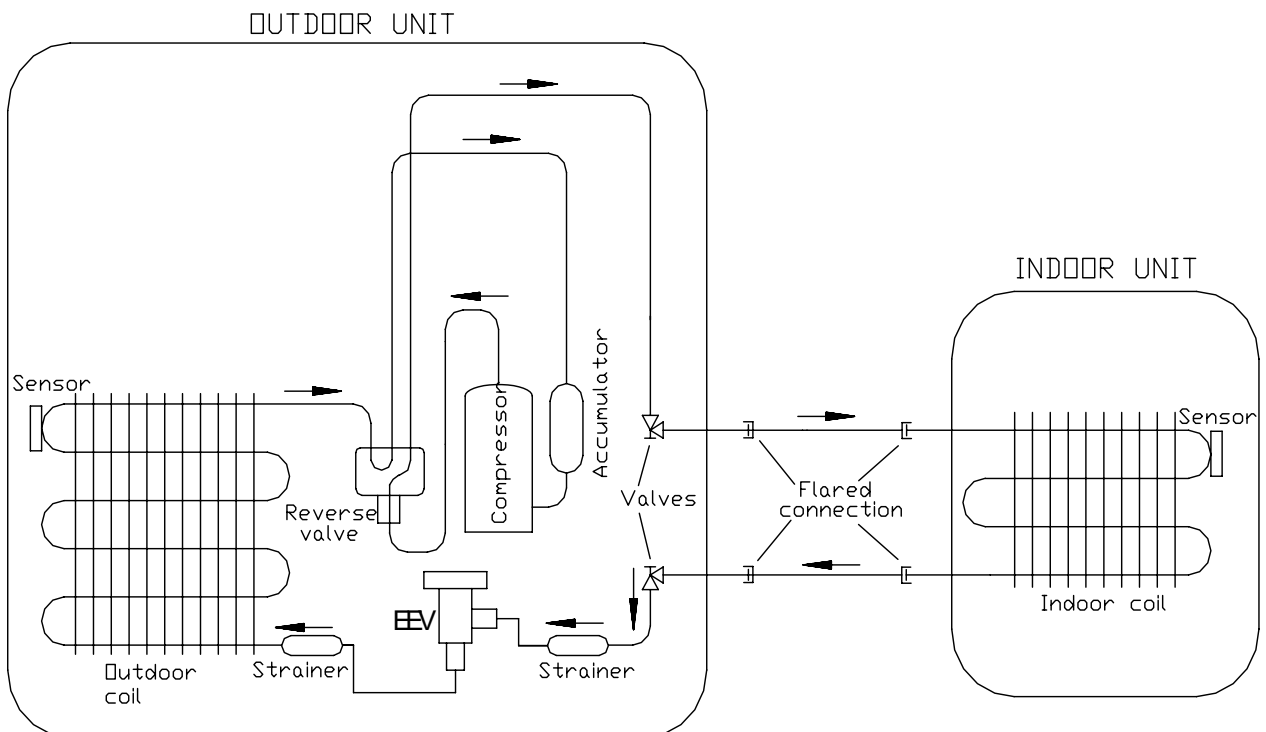 OUTDOOR UNIT
INDOOR UNIT
Sensor
Accumulator
Compressor
Sensor
Valves
Flared
connection
Reverse
valve
EEV
Indoor coil
Strainer
Strainer
Outdoor
coil